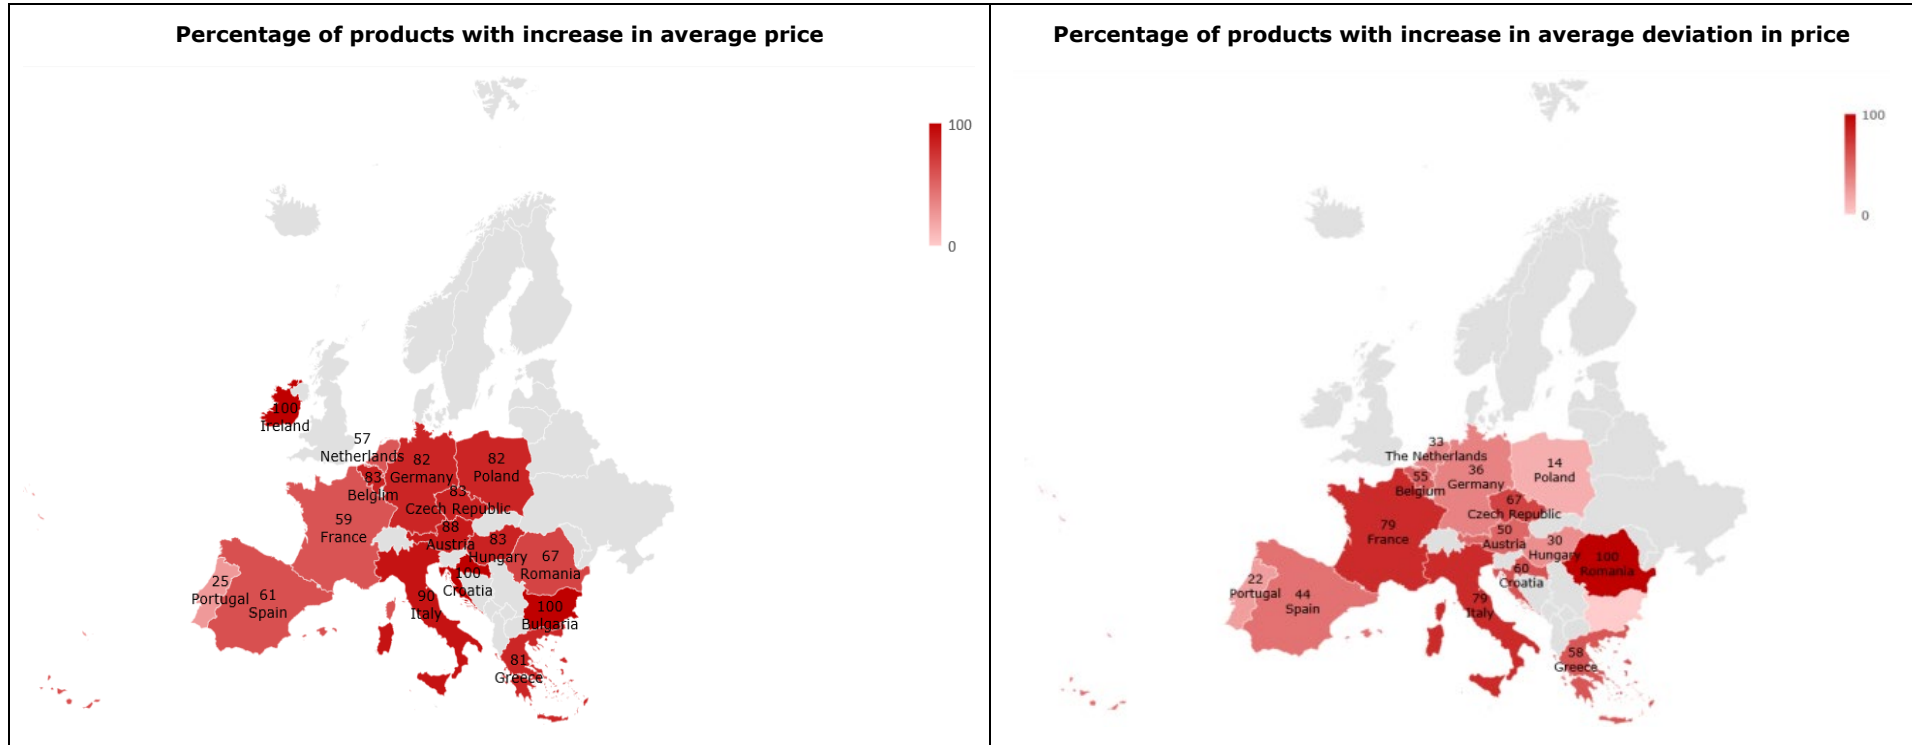 Percentage of products with increase in average price
100
0
100
Ireland
57
Netherlands
82
Germany
82
Poland
83
Belglim
83
Czech Republic
59
France
88
Austria
83
Hungary
67
Romania
100
Croatia
25
Portugal
61
Spain
90
Italy
100
Bulgaria
81
Greece
Percentage of products with increase in average deviation in price
100
0
33
The Netherlands
36
Germany
14
Poland
55
Belgium
67
Czech Republic
79
France
50
Austria
30
Hungary
100
Romania
60
Croatia
22
Portugal
44
Spain
79
Italy
58
Greece